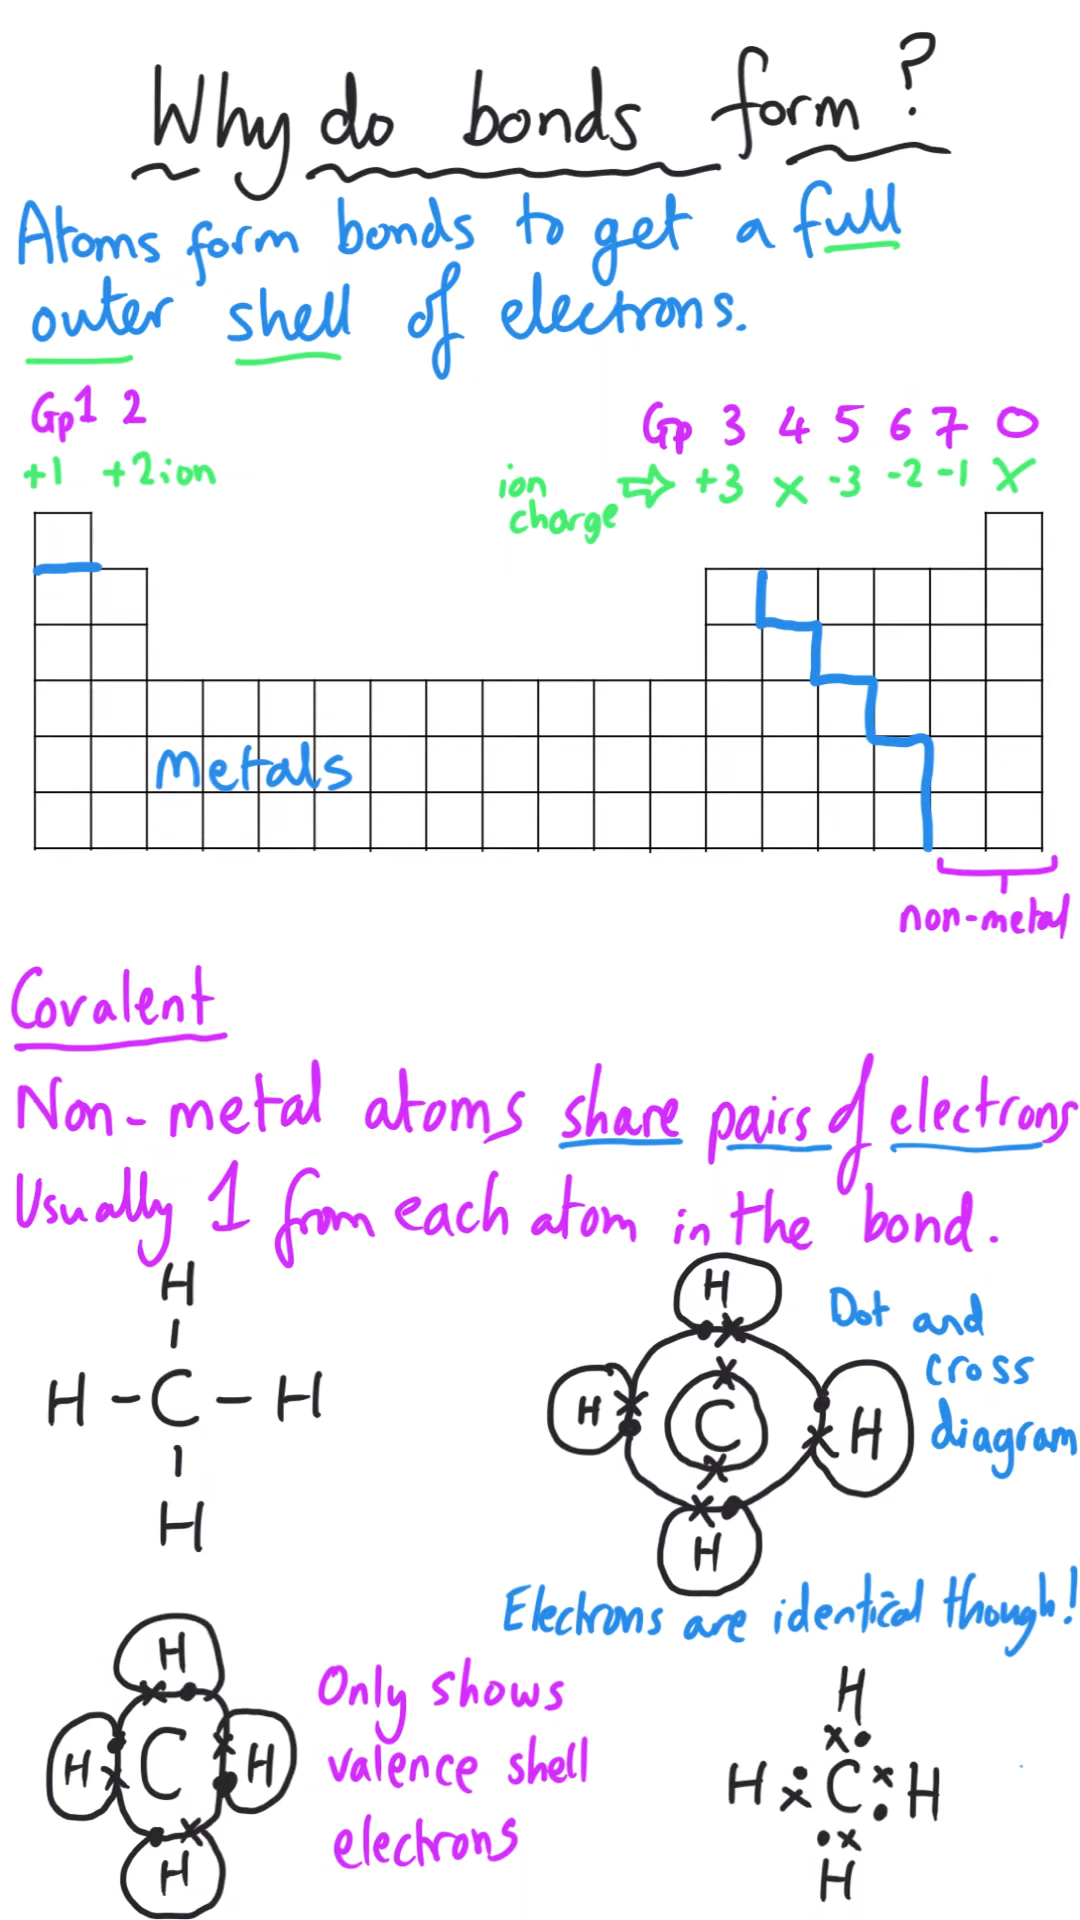 Why do bonds form?
Atoms form bonds to get a full
outer shell of electrons.
Gp1 2
+1 +2 ion
Gp 3 4 5 6 7 0
ion charge ⇨ +3 x -3 -2 -1 X
Metals
non-metal
Covalent
Non-metal atoms share pairs of electrons
Usually 1 from each atom in the bond.
H
H - C - H
H
H
H C H
H
Dot and
cross
diagram
Electrons are identical though!
H
H C H
H
Only shows
valence shell
electrons
H
H C H
H